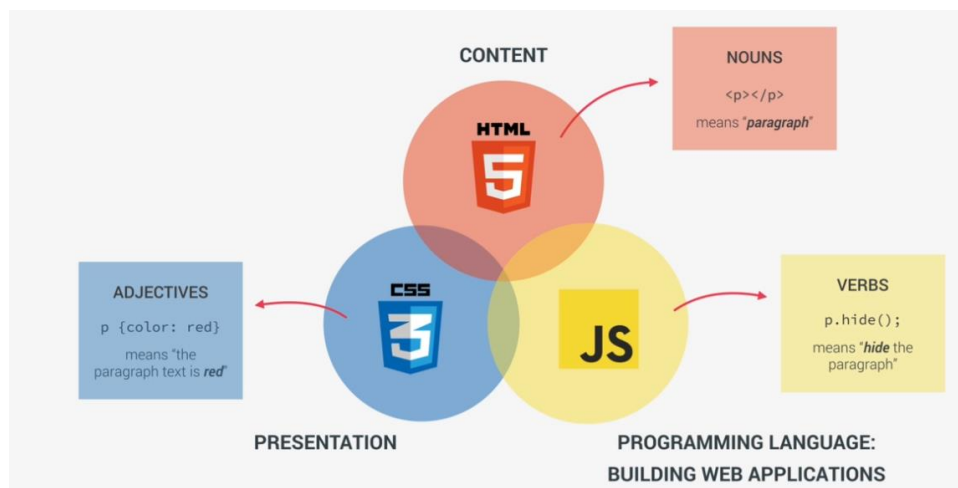 CONTENT
NOUNS
<p></p>
means "paragraph"
HTML
5
ADJECTIVES
p {color: red}
means "the
paragraph text is red"
CSS
3
JS
VERBS
p.hide();
means "hide the
paragraph"
PRESENTATION
PROGRAMMING LANGUAGE:
BUILDING WEB APPLICATIONS